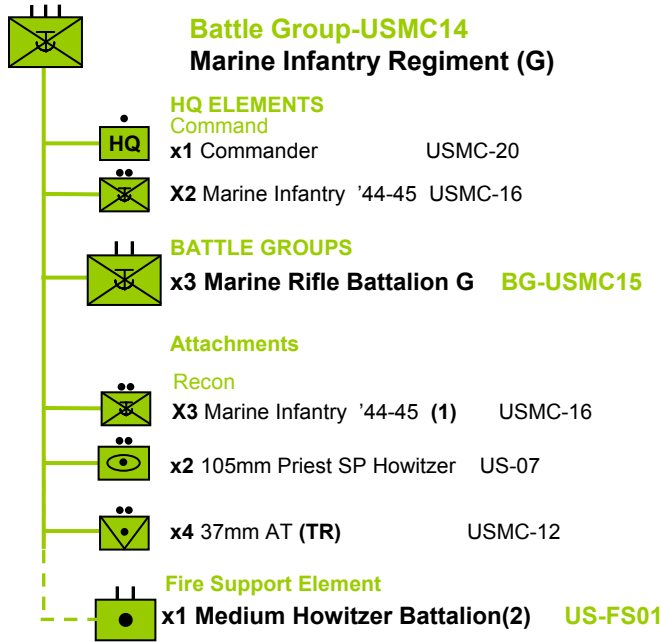 Battle Group-USMC14
Marine Infantry Regiment (G)
HQ ELEMENTS
Command
HQ x1 Commander USMC-20
X2 Marine Infantry '44-45 USMC-16
BATTLE GROUPS
x3 Marine Rifle Battalion G BG-USMC15
Attachments
Recon
X3 Marine Infantry '44-45 (1) USMC-16
x2 105mm Priest SP Howitzer US-07
x4 37mm AT (TR) USMC-12
Fire Support Element
x1 Medium Howitzer Battalion(2) US-FS01